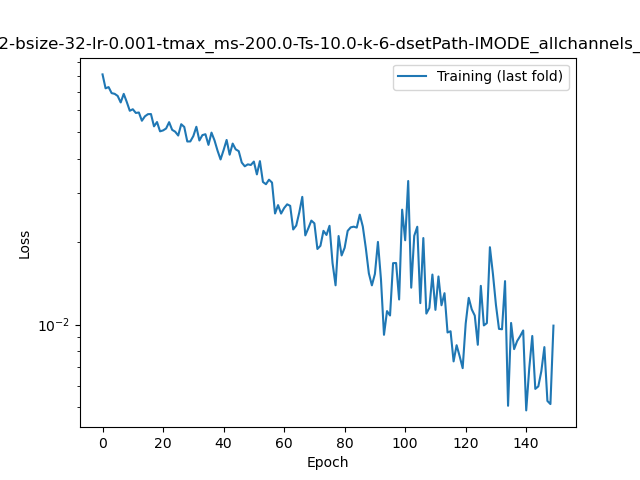 2-bsize-32-lr-0.001-tmax_ms-200.0-Ts-10.0-k-6-dsetPath-IMODE_allchannels_
Training (last fold)
Loss
10⁻²
0 20 40 60 80 100 120 140
Epoch